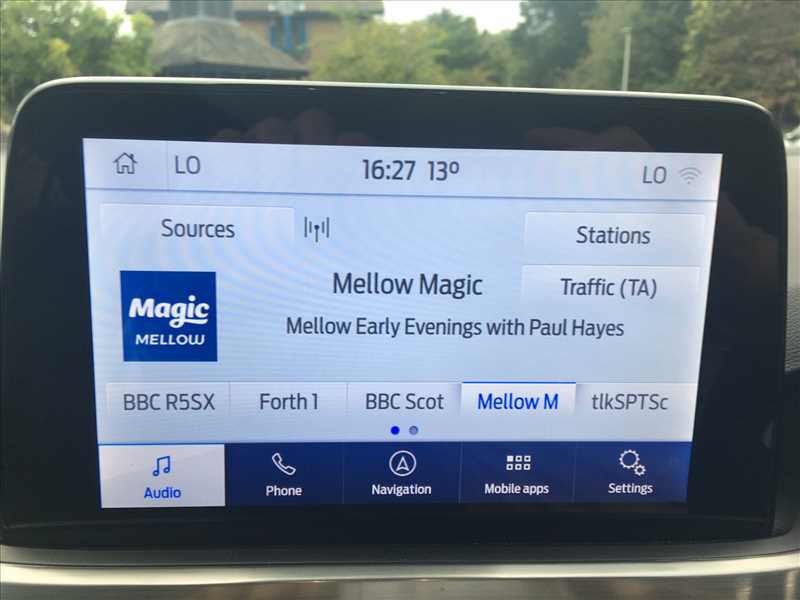 LO 16:27 13º LO
Sources Stations
Mellow Magic Traffic (TA)
Magic
MELLOW
Mellow Early Evenings with Paul Hayes
BBC R5SX Forth 1 BBC Scot Mellow M tlkSPTSc
Audio Phone Navigation Mobile apps Settings